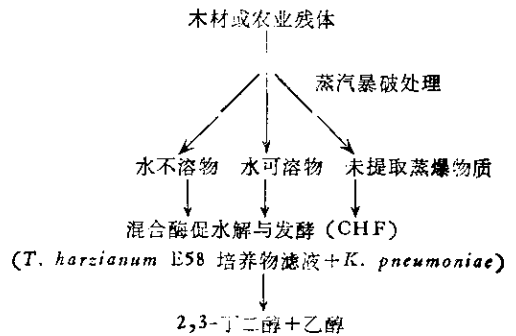 木材或农业残体
蒸汽暴破处理
水不溶物 水可溶物 未提取蒸爆物质
混合酶促水解与发酵 (CHF)
(T. harzianum E58 培养物滤液+K. pneumoniae)
2,3-丁二醇+乙醇